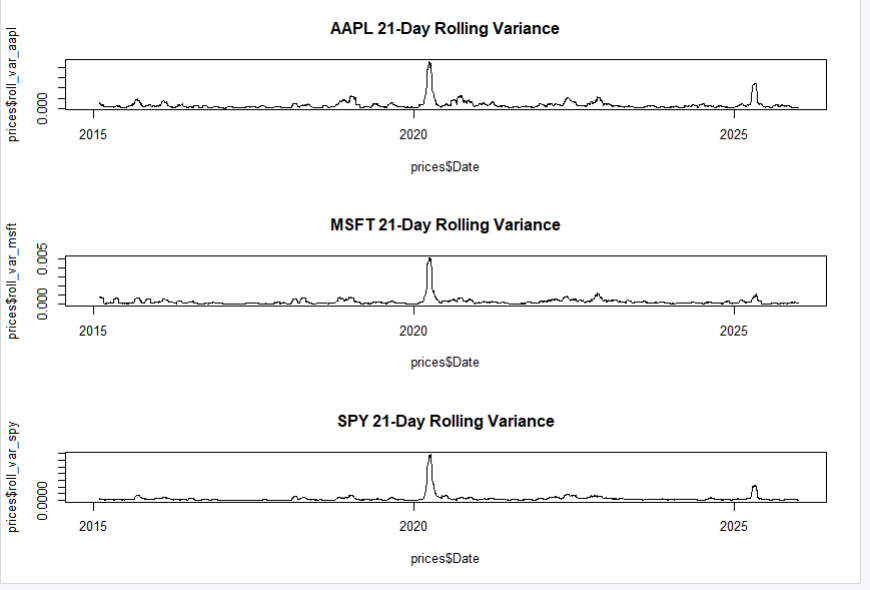 AAPL 21-Day Rolling Variance
prices$roll_var_aapl
0.000
2015 2020 2025
prices$Date
MSFT 21-Day Rolling Variance
prices$roll_var_msft
0.000 0.005
2015 2020 2025
prices$Date
SPY 21-Day Rolling Variance
prices$roll_var_spy
0.0000
2015 2020 2025
prices$Date